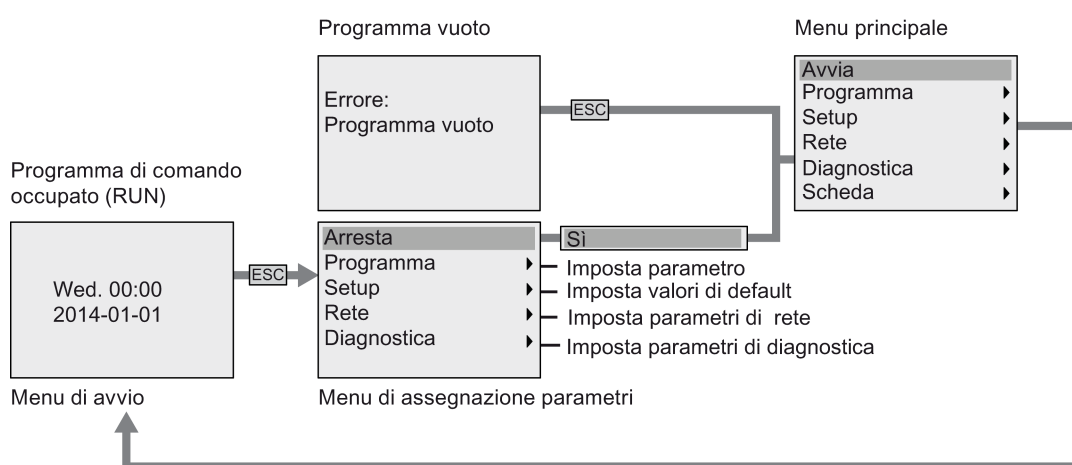 Programma vuoto
Errore:
Programma vuoto
ESC
Menu principale
Avvia
Programma
Setup
Rete
Diagnostica
Scheda
Programma di comando
occupato (RUN)
Wed. 00:00
2014-01-01
Menu di avvio
ESC
Arresta
Programma
Setup
Rete
Diagnostica
Menu di assegnazione parametri
Sì
Imposta parametro
Imposta valori di default
Imposta parametri di rete
Imposta parametri di diagnostica